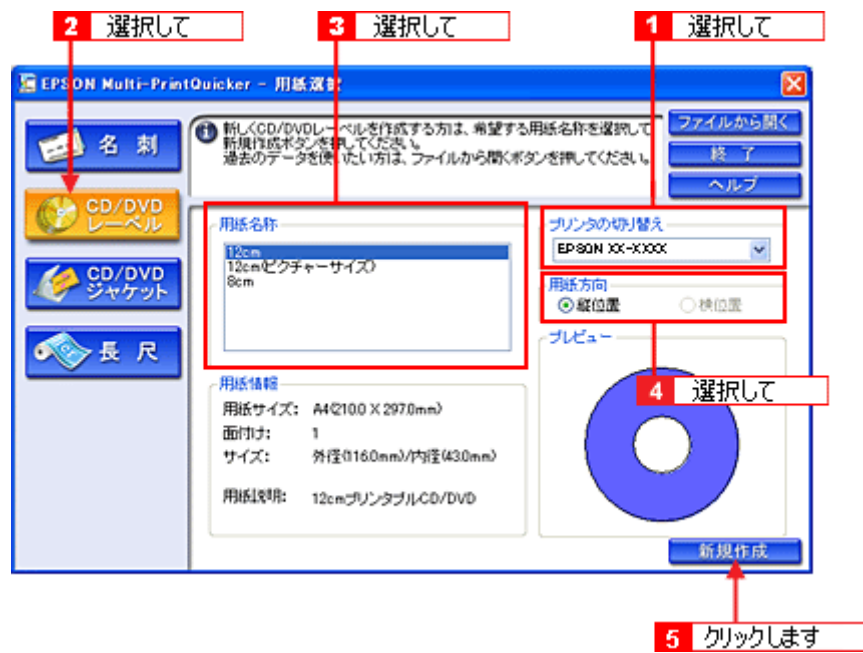 2 選択して
3 選択して
1 選択して
EPSON Multi-PrintQuicker - 用紙選択
名 刺
CD/DVD
レーベル
CD/DVD
ジャケット
長 尺
新しくCD/DVDレーベルを作成する方は、希望する用紙名称を選択して
新規作成ボタンを押してください。
過去のデータを使いたい方は、ファイルから開くボタンを押してください。
ファイルから開く
終 了
ヘルプ
用紙名称
12cm
12cm(ピクチャーサイズ)
8cm
プリンタの切り替え
EPSON XX-XXXX
用紙方向
縦位置
横位置
プレビュー
4 選択して
用紙情報
用紙サイズ: A4(210.0 X 297.0mm)
面付け: 1
サイズ: 外径(116.0mm)/内径(43.0mm)
用紙説明: 12cmプリンタブルCD/DVD
新規作成
5 クリックします